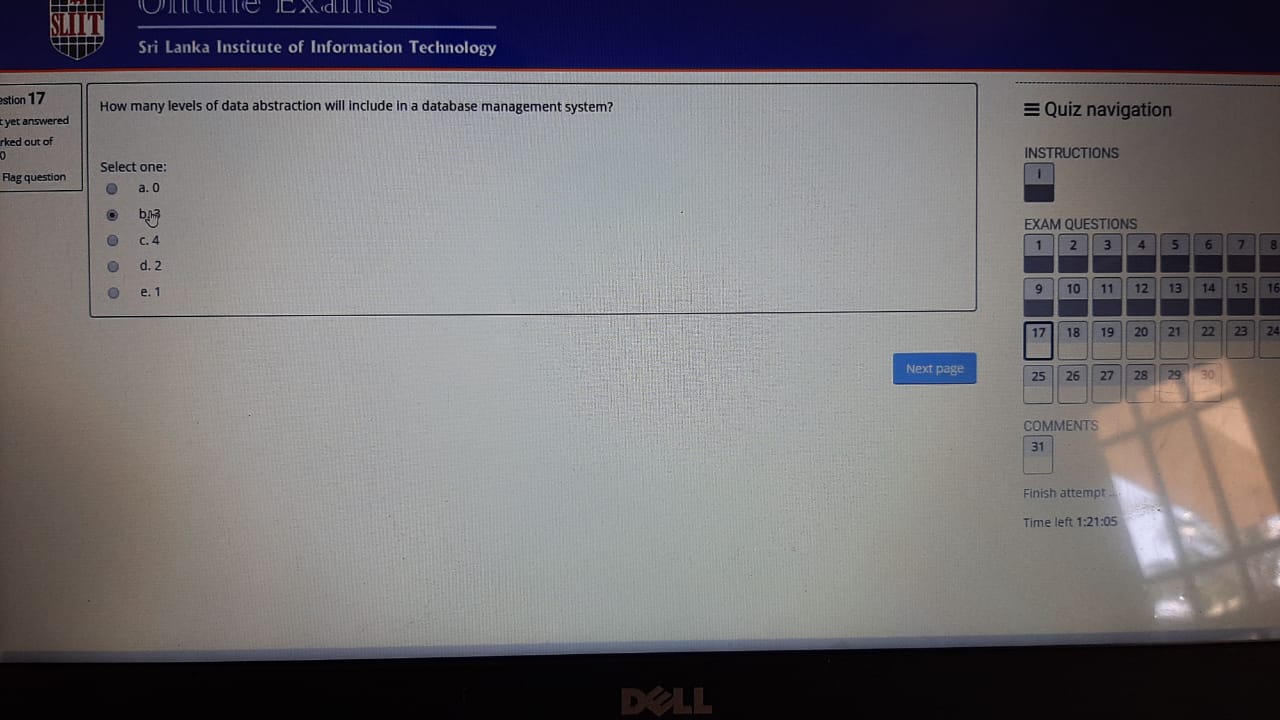 Online Exams
SLIIT
Sri Lanka Institute of Information Technology
estion 17
t yet answered
rked out of
0
Flag question
How many levels of data abstraction will include in a database management system?
Select one:
a. 0
b. 3
c. 4
d. 2
e. 1
Next page
Quiz navigation
INSTRUCTIONS
i
EXAM QUESTIONS
1 2 3 4 5 6 7 8
9 10 11 12 13 14 15 16
17 18 19 20 21 22 23 24
25 26 27 28 29 30
COMMENTS
31
Finish attempt ...
Time left 1:21:05
DELL